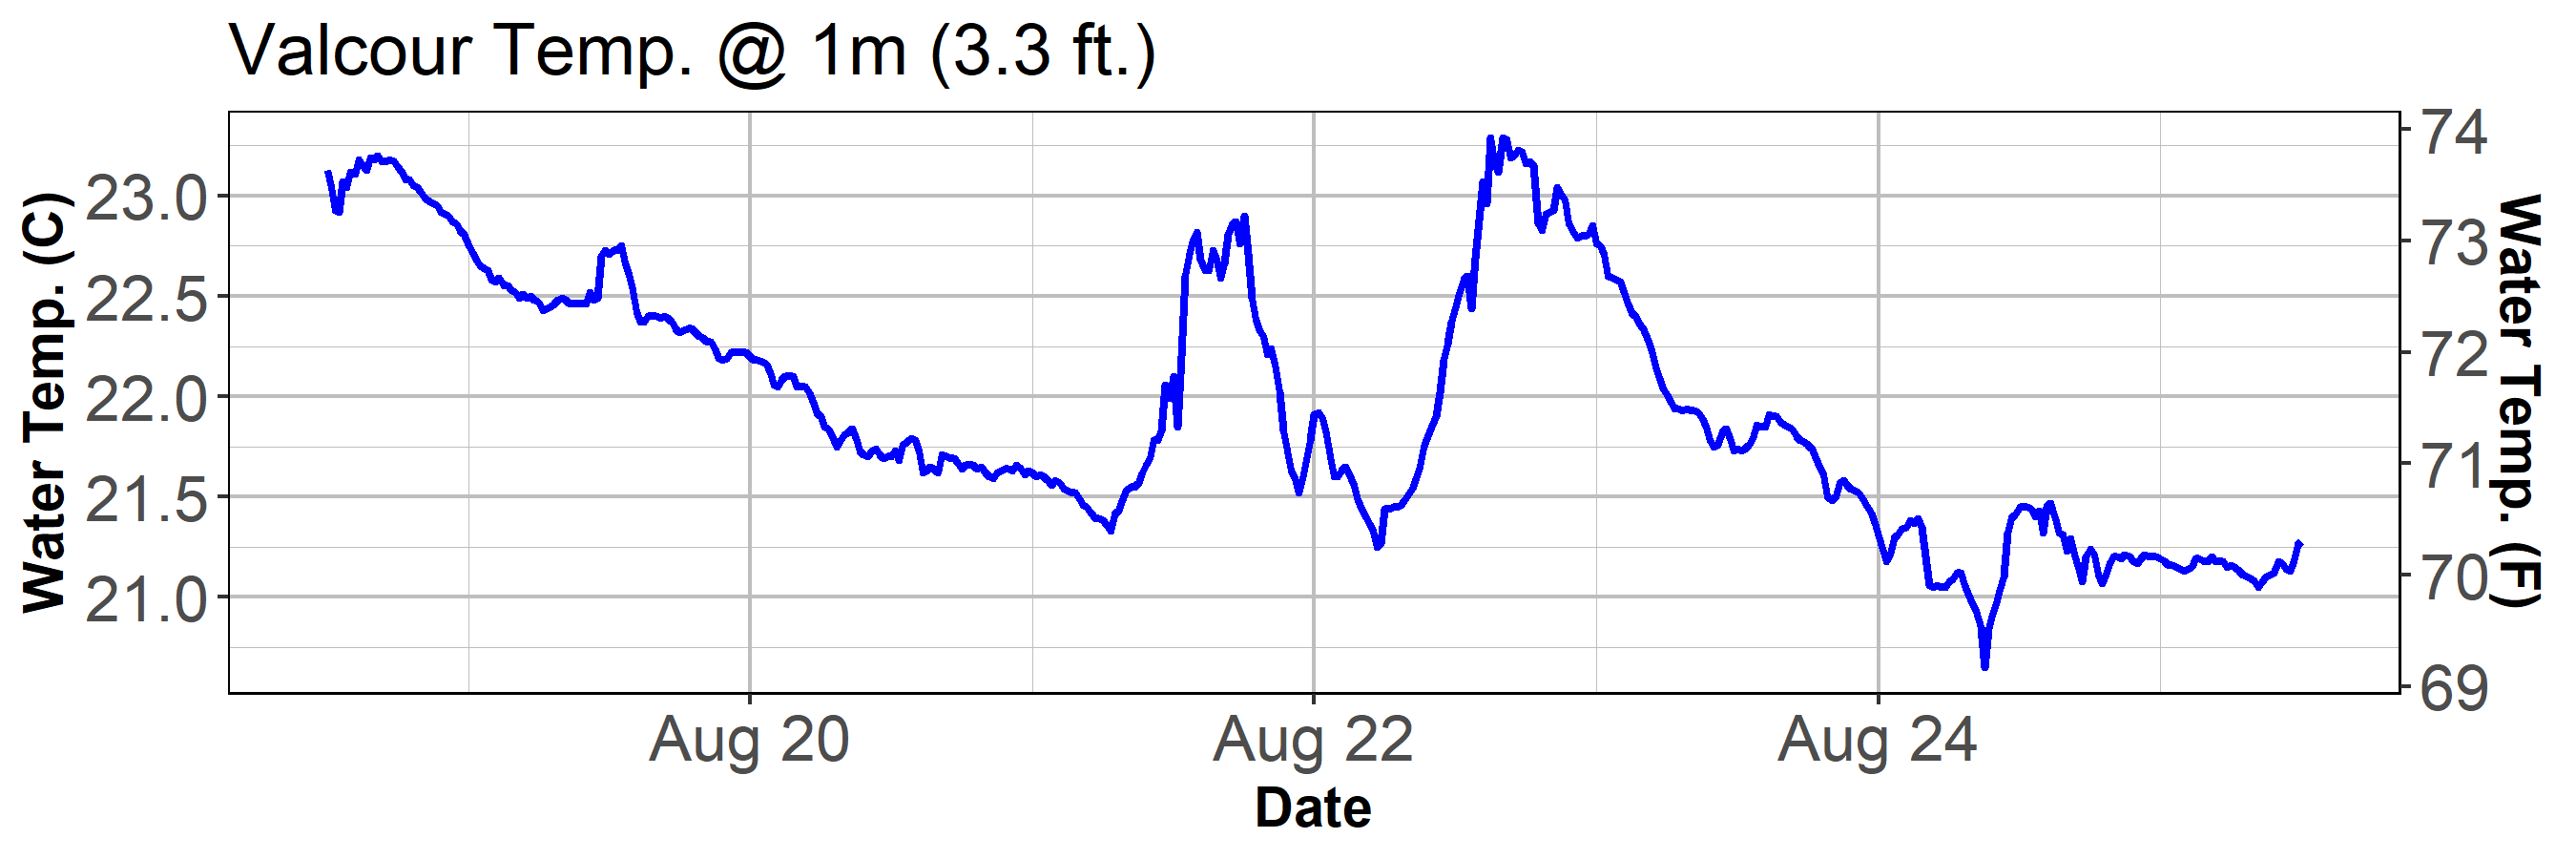 Valcour Temp. @ 1m (3.3 ft.)
Water Temp. (C)
23.0
22.5
22.0
21.5
21.0
74
73
72
71
70
69
Water Temp. (F)
Aug 20 Aug 22 Aug 24
Date